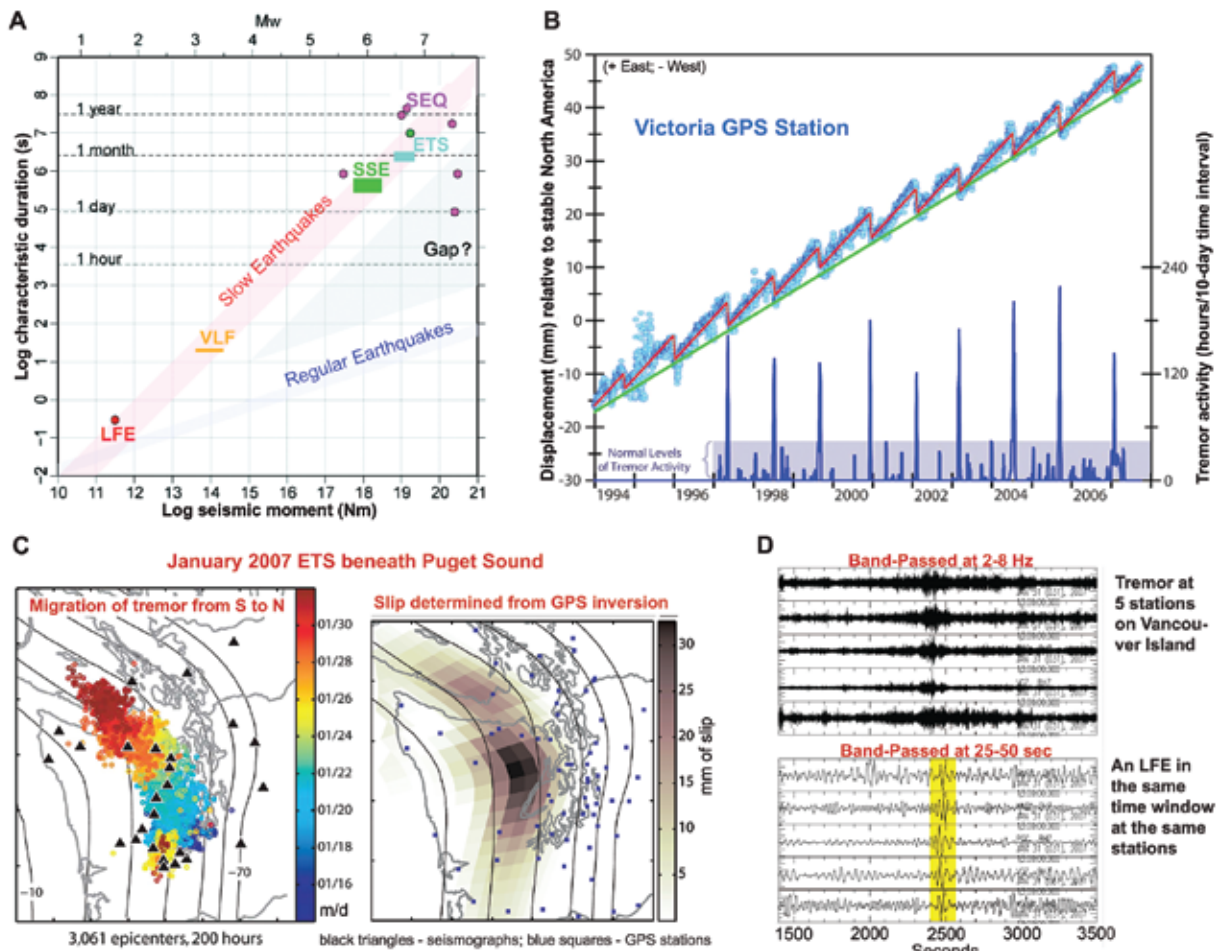 A
Mw
1 2 3 4 5 6 7
Log characteristic duration (s)
9
8
7
6
5
4
3
2
1
0
−1
−2
1 year
1 month
1 day
1 hour
SEQ
ETS
SSE
Gap?
Slow Earthquakes
VLF
Regular Earthquakes
LFE
10 11 12 13 14 15 16 17 18 19 20 21
Log seismic moment (Nm)
B
(+ East; - West)
Victoria GPS Station
Displacement (mm) relative to stable North America
50
40
30
20
10
0
-10
-20
-30
Normal Levels
of Tremor Activity
1994 1996 1998 2000 2002 2004 2006
240
120
0
Tremor activity (hours/10-day time interval)
C
January 2007 ETS beneath Puget Sound
Migration of tremor from S to N
−10
−70
01/30
01/28
01/26
01/24
01/22
01/20
01/18
01/16
m/d
3,061 epicenters, 200 hours
Slip determined from GPS inversion
30
25
20
15
10
5
mm of slip
black triangles - seismographs; blue squares - GPS stations
D
Band-Passed at 2-8 Hz
Tremor at
5 stations
on Vancou-
ver Island
Band-Passed at 25-50 sec
An LFE in
the same
time window
at the same
stations
1500 2000 2500 3000 3500
Seconds